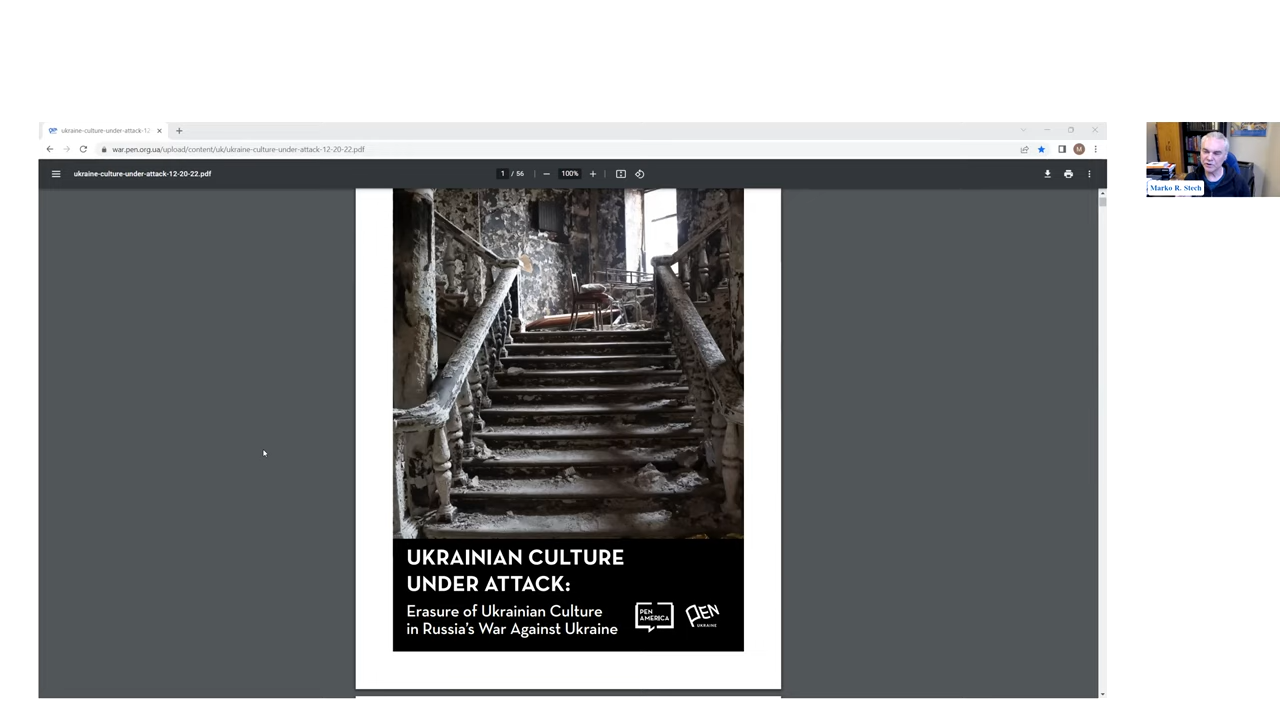 ukraine-culture-under-attack-12
war.pen.org.ua/upload/content/uk/ukraine-culture-under-attack-12-20-22.pdf
M
ukraine-culture-under-attack-12-20-22.pdf
1 / 56
100%
Marko R. Stech
UKRAINIAN CULTURE
UNDER ATTACK:
Erasure of Ukrainian Culture
in Russia's War Against Ukraine
PEN
AMERICA
PEN
UKRAINE